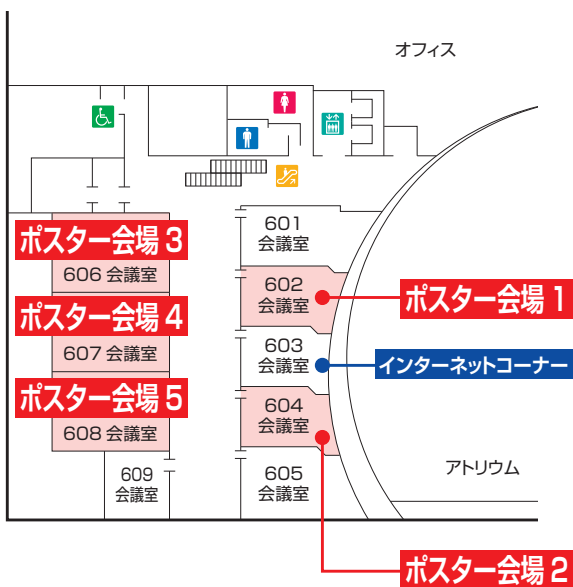 オフィス
601
会議室
ポスター会場 3
606 会議室
602
会議室
ポスター会場 1
ポスター会場 4
607 会議室
603
会議室
インターネットコーナー
ポスター会場 5
608 会議室
604
会議室
609
会議室
605
会議室
アトリウム
ポスター会場 2